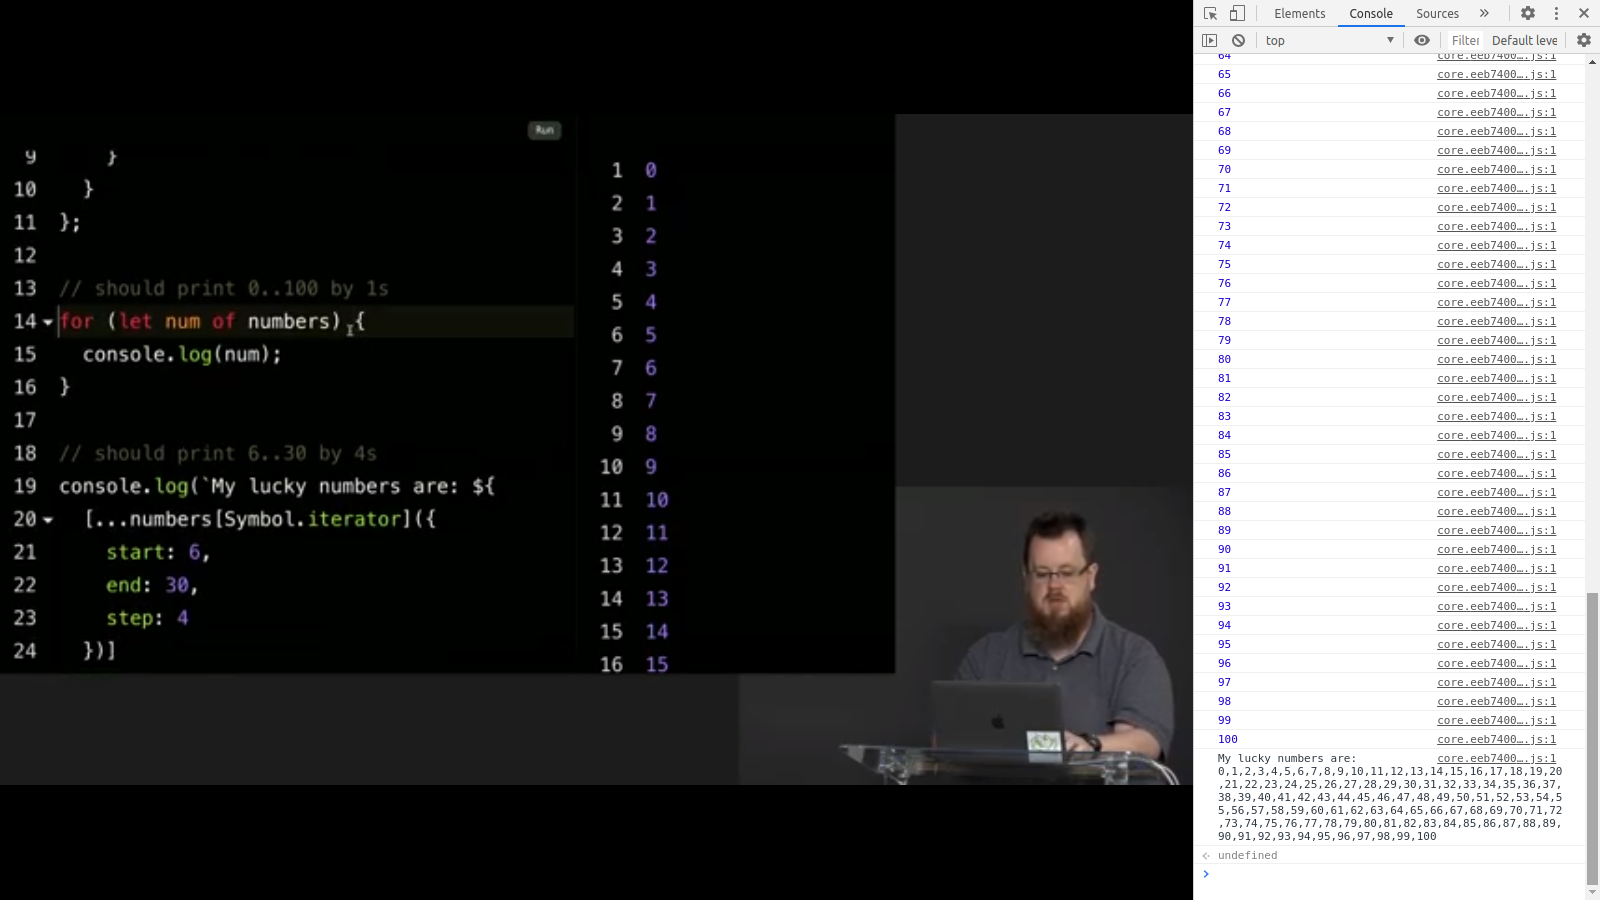 Run
9 }
10 }
11 };
12
13 // should print 0..100 by 1s
14 for (let num of numbers) {
15 console.log(num);
16 }
17
18 // should print 6..30 by 4s
19 console.log(`My lucky numbers are: ${
20 [...numbers[Symbol.iterator]({
21 start: 6,
22 end: 30,
23 step: 4
24 })]
1 0
2 1
3 2
4 3
5 4
6 5
7 6
8 7
9 8
10 9
11 10
12 11
13 12
14 13
15 14
16 15
Elements Console Sources »
top Filter Default leve
64 core.eeb7400….js:1
65 core.eeb7400….js:1
66 core.eeb7400….js:1
67 core.eeb7400….js:1
68 core.eeb7400….js:1
69 core.eeb7400….js:1
70 core.eeb7400….js:1
71 core.eeb7400….js:1
72 core.eeb7400….js:1
73 core.eeb7400….js:1
74 core.eeb7400….js:1
75 core.eeb7400….js:1
76 core.eeb7400….js:1
77 core.eeb7400….js:1
78 core.eeb7400….js:1
79 core.eeb7400….js:1
80 core.eeb7400….js:1
81 core.eeb7400….js:1
82 core.eeb7400….js:1
83 core.eeb7400….js:1
84 core.eeb7400….js:1
85 core.eeb7400….js:1
86 core.eeb7400….js:1
87 core.eeb7400….js:1
88 core.eeb7400….js:1
89 core.eeb7400….js:1
90 core.eeb7400….js:1
91 core.eeb7400….js:1
92 core.eeb7400….js:1
93 core.eeb7400….js:1
94 core.eeb7400….js:1
95 core.eeb7400….js:1
96 core.eeb7400….js:1
97 core.eeb7400….js:1
98 core.eeb7400….js:1
99 core.eeb7400….js:1
100 core.eeb7400….js:1
My lucky numbers are: core.eeb7400….js:1
0,1,2,3,4,5,6,7,8,9,10,11,12,13,14,15,16,17,18,19,20
,21,22,23,24,25,26,27,28,29,30,31,32,33,34,35,36,37,
38,39,40,41,42,43,44,45,46,47,48,49,50,51,52,53,54,5
5,56,57,58,59,60,61,62,63,64,65,66,67,68,69,70,71,72
,73,74,75,76,77,78,79,80,81,82,83,84,85,86,87,88,89,
90,91,92,93,94,95,96,97,98,99,100
undefined